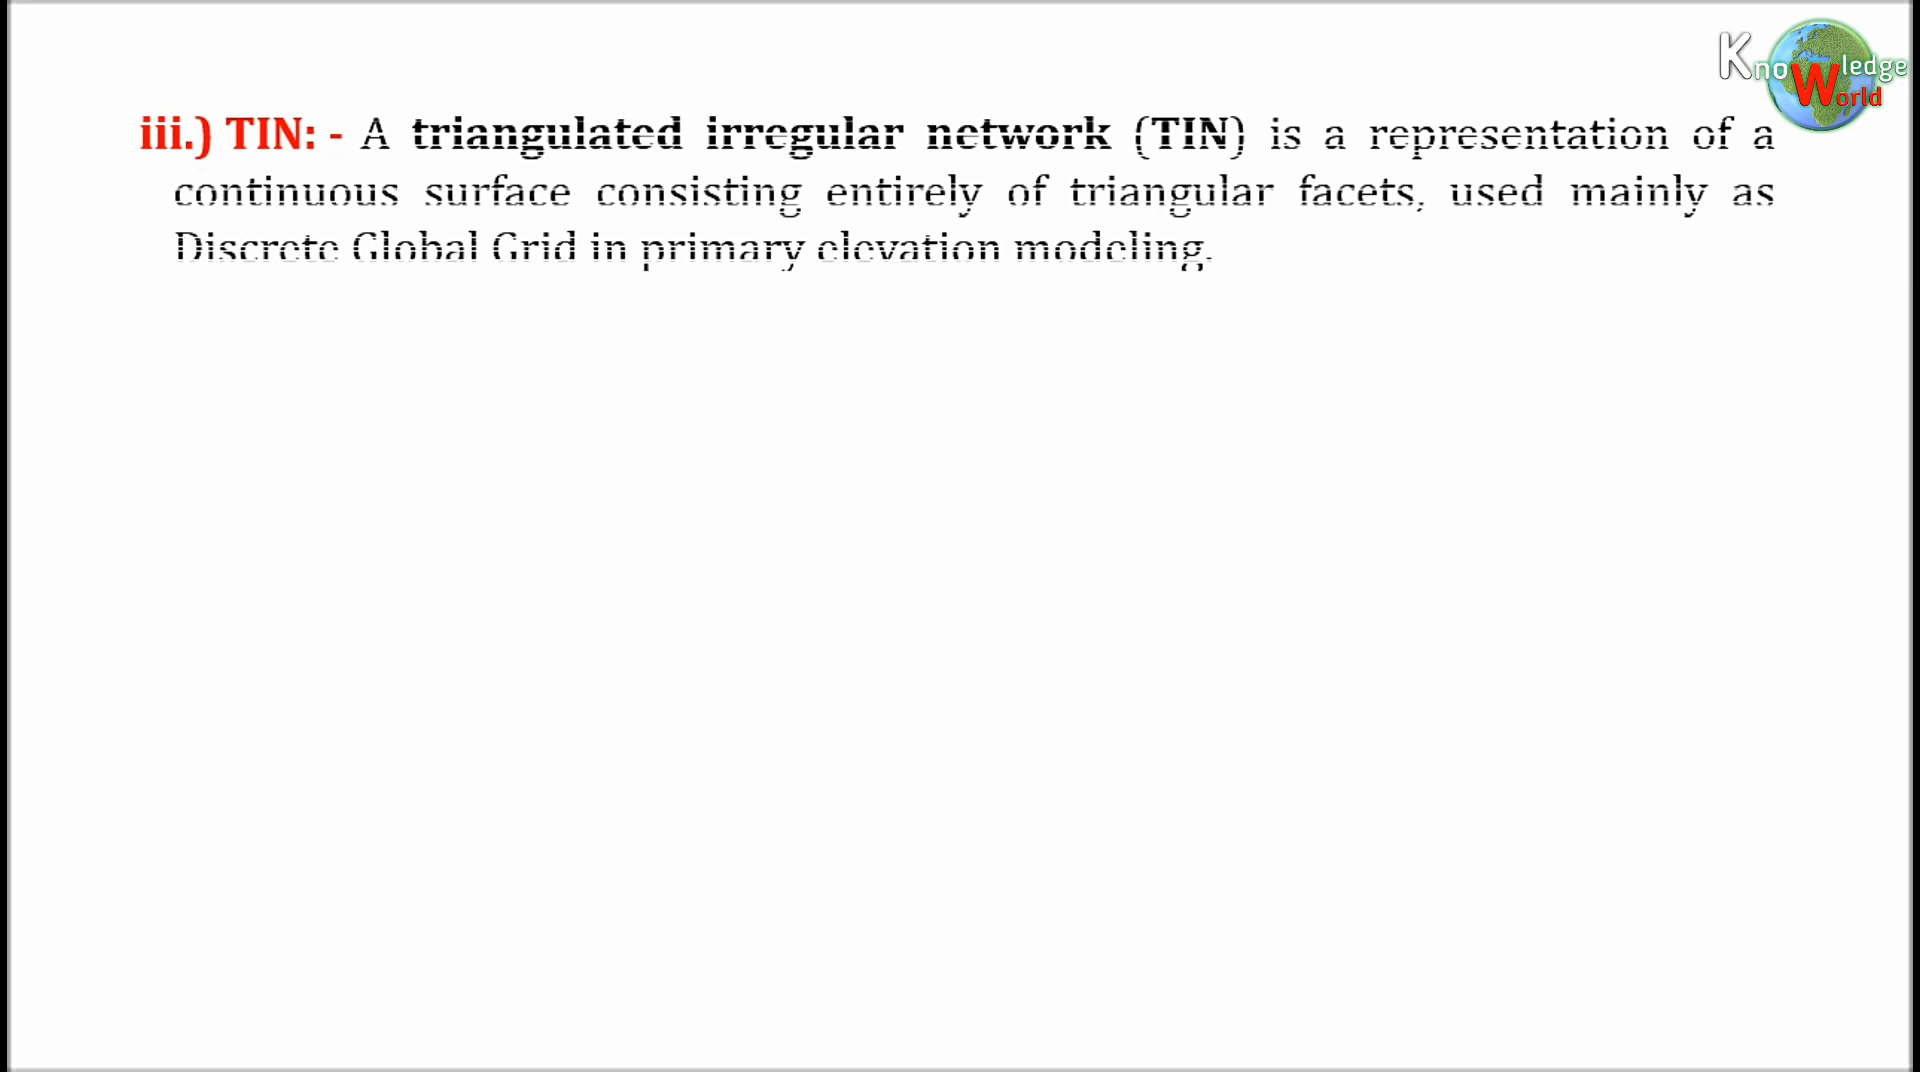 Knowledge
World
iii.) TIN: - A triangulated irregular network (TIN) is a representation of a
continuous surface consisting entirely of triangular facets, used mainly as
Discrete Global Grid in primary elevation modeling.